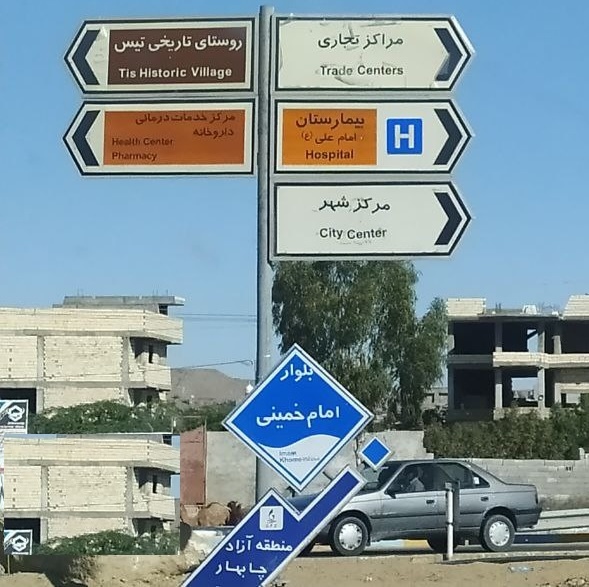 روستای تاریخی تیس
Tis Historic Village
مراکز تجاری
Trade Centers
مرکز خدمات درمانی
داروخانه
Health Center
Pharmacy
بیمارستان
امام علی (ع)
Hospital
H
مرکز شهر
City Center
بلوار
امام خمینی
Imam
Khomeini
منطقه آزاد
چابهار